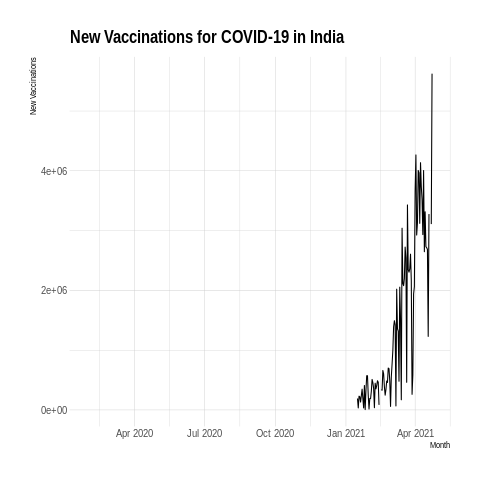 New Vaccinations for COVID-19 in India
New Vaccinations
4e+06
2e+06
0e+00
Apr 2020 Jul 2020 Oct 2020 Jan 2021 Apr 2021
Month